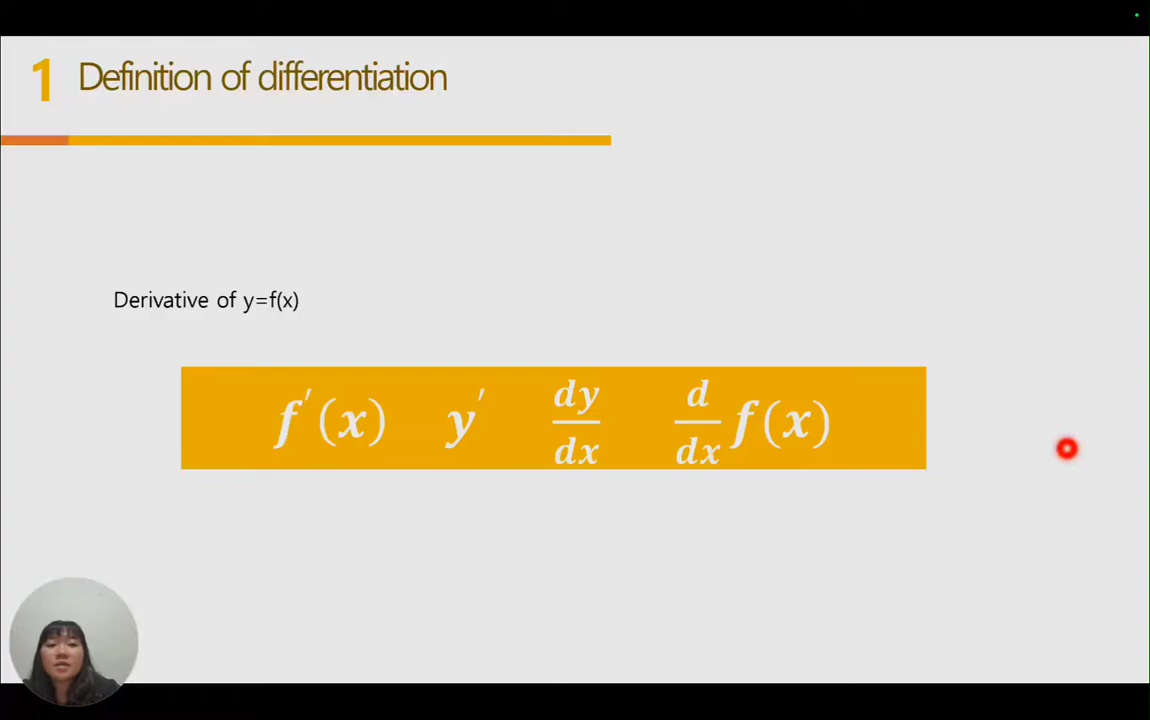 1 Definition of differentiation
Derivative of y=f(x)
f′(x) y′ dy/dx d/dx f(x)